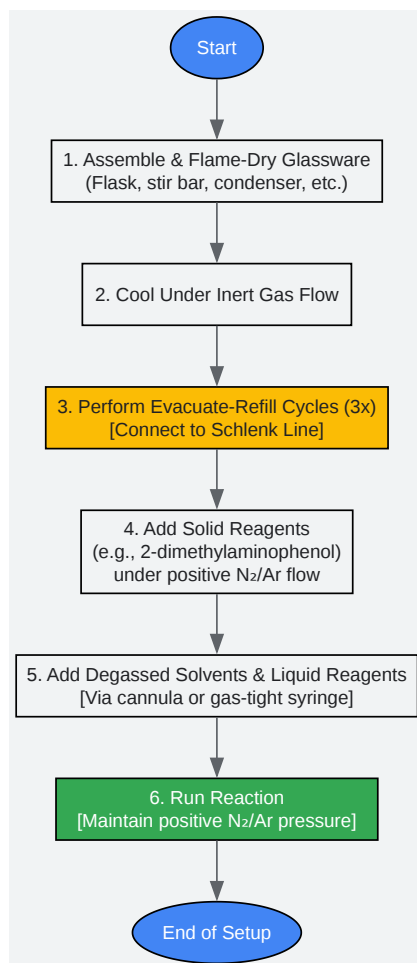 Start
1. Assemble & Flame-Dry Glassware
(Flask, stir bar, condenser, etc.)
2. Cool Under Inert Gas Flow
3. Perform Evacuate-Refill Cycles (3x)
[Connect to Schlenk Line]
4. Add Solid Reagents
(e.g., 2-dimethylaminophenol)
under positive N₂/Ar flow
5. Add Degassed Solvents & Liquid Reagents
[Via cannula or gas-tight syringe]
6. Run Reaction
[Maintain positive N₂/Ar pressure]
End of Setup